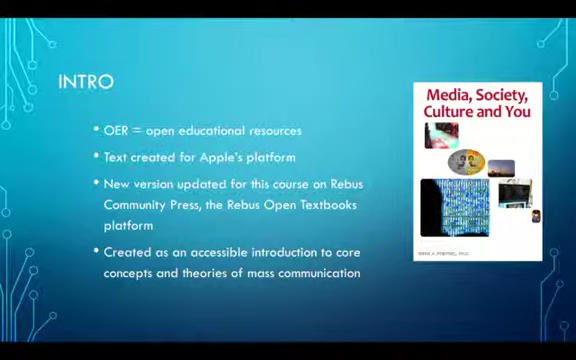 INTRO
• OER = open educational resources
• Text created for Apple's platform
• New version updated for this course on Rebus
Community Press, the Rebus Open Textbooks
platform
• Created as an accessible introduction to core
concepts and theories of mass communication
Media, Society,
Culture and You